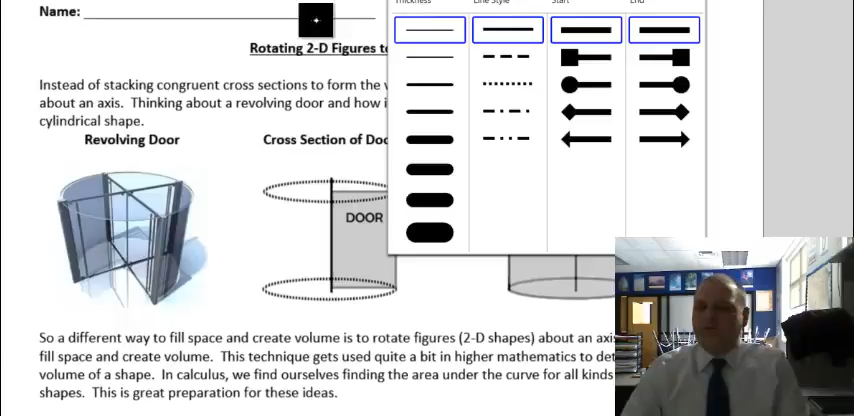 Thickness Line Style Start End
Name:
Rotating 2-D Figures to
Instead of stacking congruent cross sections to form the
about an axis. Thinking about a revolving door and how i
cylindrical shape.
Revolving Door Cross Section of Doo
DOOR
So a different way to fill space and create volume is to rotate figures (2-D shapes) about an axi
fill space and create volume. This technique gets used quite a bit in higher mathematics to det
volume of a shape. In calculus, we find ourselves finding the area under the curve for all kinds
shapes. This is great preparation for these ideas.